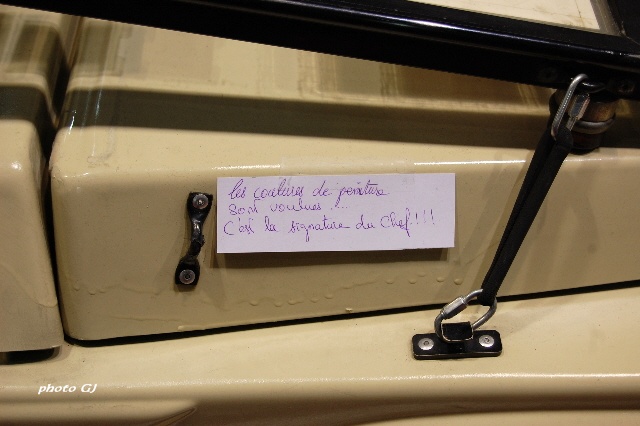 les coulures de peinture
sont voulues ....
C'est la signature du Chef!!!!
photo GJ